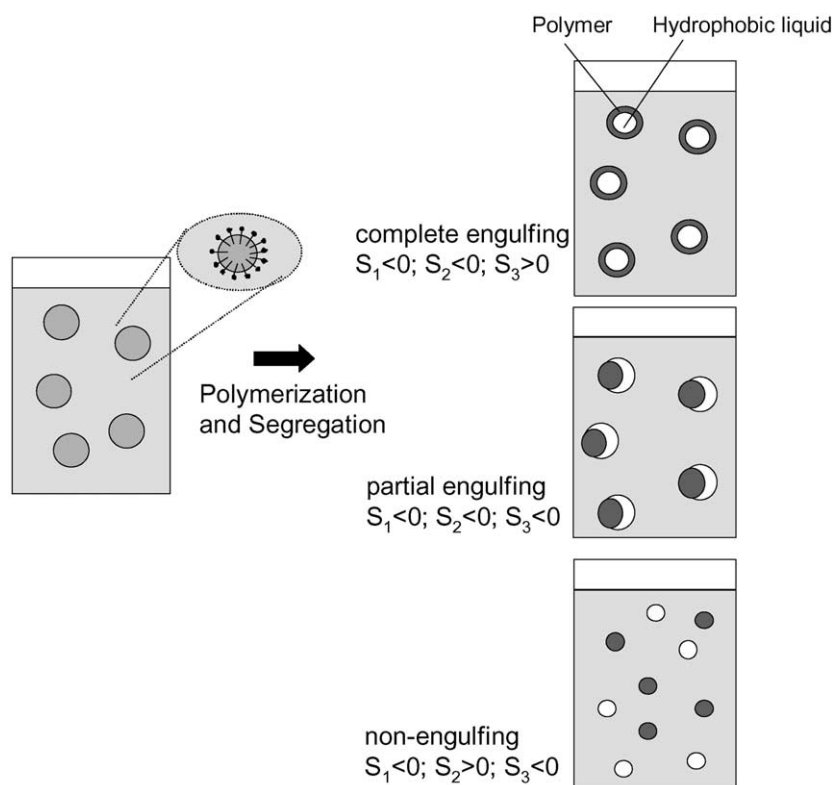 Polymer Hydrophobic liquid
complete engulfing
S₁<0; S₂<0; S₃>0
Polymerization
and Segregation
partial engulfing
S₁<0; S₂<0; S₃<0
non-engulfing
S₁<0; S₂>0; S₃<0